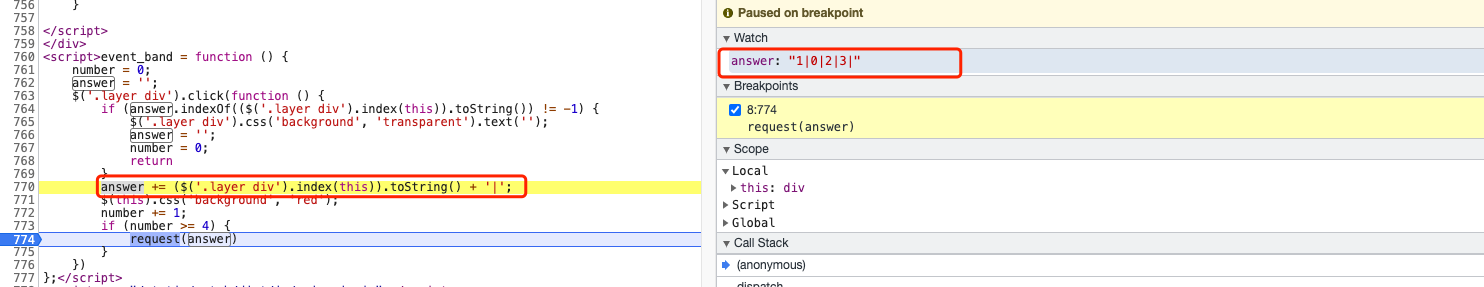 756 }
757
758 </script>
759 </div>
760 <script>event_band = function () {
761 number = 0;
762 answer = '';
763 $('.layer div').click(function () {
764 if (answer.indexOf(($('.layer div').index(this)).toString()) != -1) {
765 $('.layer div').css('background', 'transparent').text('');
766 answer = '';
767 number = 0;
768 return
769 }
770 answer += ($('.layer div').index(this)).toString() + '|';
771 $(this).css('background', 'red');
772 number += 1;
773 if (number >= 4) {
774 request(answer)
775 }
776 })
777 };</script>
Paused on breakpoint
Watch
answer: "1|0|2|3|"
Breakpoints
8:774
request(answer)
Scope
Local
this: div
Script
Global
Call Stack
(anonymous)
dispatch